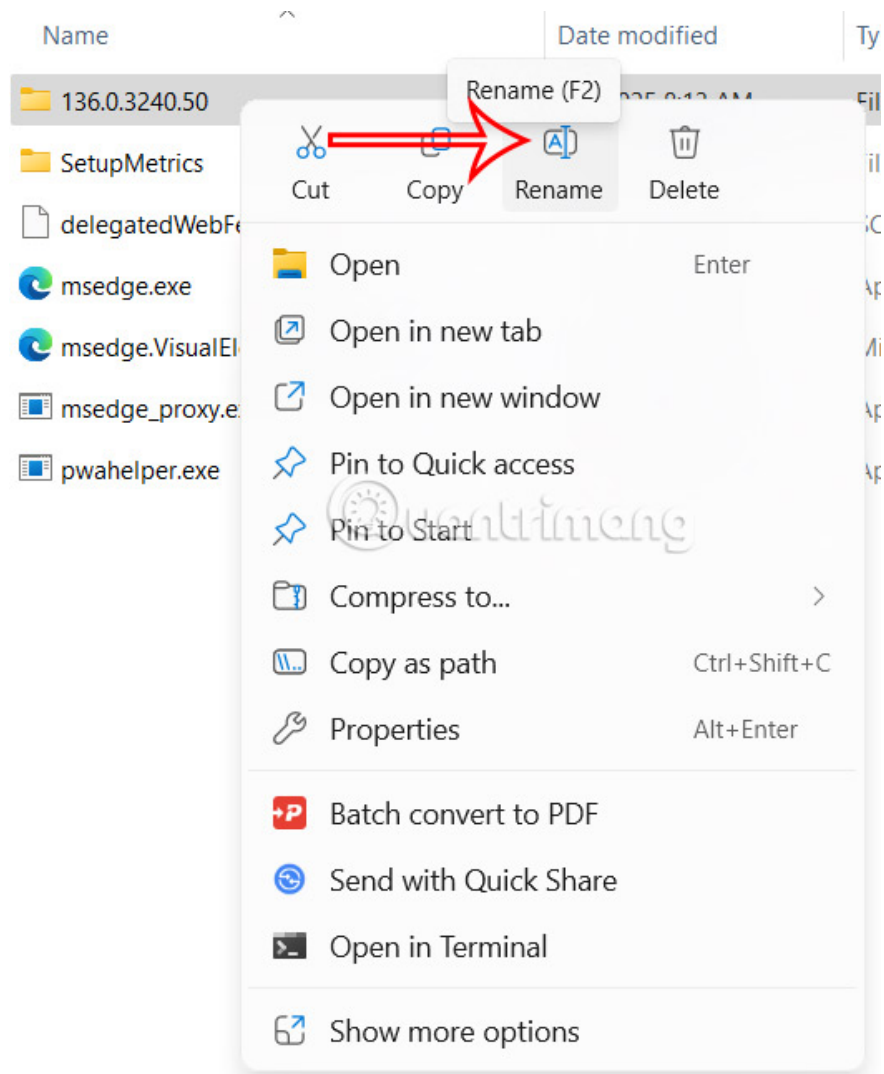 Name Date modified Ty
Rename (F2)
136.0.3240.50 Fil
SetupMetrics
Cut Copy Rename Delete
delegatedWebFe
Open Enter
msedge.exe
Open in new tab
msedge.VisualEl
Open in new window
msedge_proxy.e
Pin to Quick access
pwahelper.exe
Quantrimang
Pin to Start
Compress to...
Copy as path Ctrl+Shift+C
Properties Alt+Enter
Batch convert to PDF
Send with Quick Share
Open in Terminal
Show more options